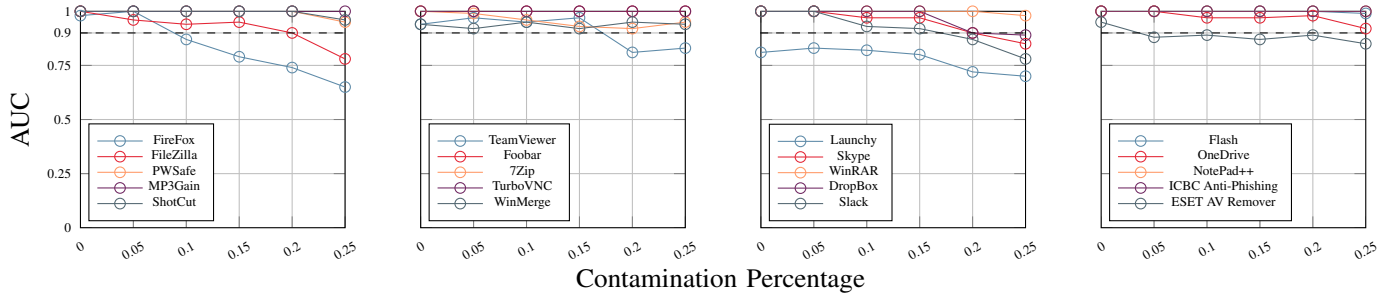 AUC
1
0.9
0.75
0.5
0.25
0
FireFox
FileZilla
PWSafe
MP3Gain
ShotCut
0 0.05 0.1 0.15 0.2 0.25
TeamViewer
Foobar
7Zip
TurboVNC
WinMerge
0 0.05 0.1 0.15 0.2 0.25
Launchy
Skype
WinRAR
DropBox
Slack
0 0.05 0.1 0.15 0.2 0.25
Flash
OneDrive
NotePad++
ICBC Anti-Phishing
ESET AV Remover
0 0.05 0.1 0.15 0.2 0.25
Contamination Percentage